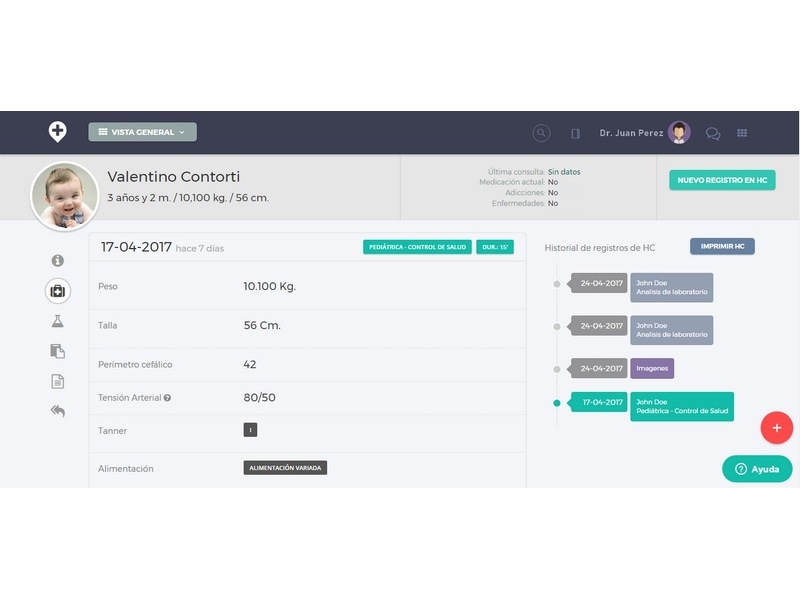 VISTA GENERAL
Dr. Juan Perez
Valentino Contorti
3 años y 2 m. / 10,100 kg. / 56 cm.
Última consulta: Sin datos
Medicación actual: No
Adicciones: No
Enfermedades: No
NUEVO REGISTRO EN HC
17-04-2017 hace 7 días
PEDIÁTRICA - CONTROL DE SALUD
DUR.: 15'
Peso 10.100 Kg.
Talla 56 Cm.
Perímetro cefálico 42
Tensión Arterial ? 80/50
Tanner I
Alimentación ALIMENTACIÓN VARIADA
Historial de registros de HC
IMPRIMIR HC
24-04-2017 John Doe
Analisis de laboratorio
24-04-2017 John Doe
Analisis de laboratorio
24-04-2017 Imagenes
17-04-2017 John Doe
Pediátrica - Control de Salud
+
? Ayuda